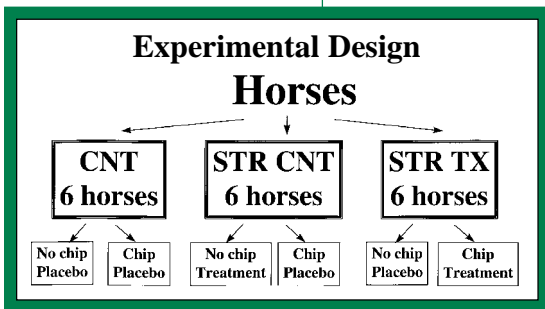 Experimental Design
Horses
CNT
6 horses
STR CNT
6 horses
STR TX
6 horses
No chip
Placebo
Chip
Placebo
No chip
Treatment
Chip
Placebo
No chip
Placebo
Chip
Treatment